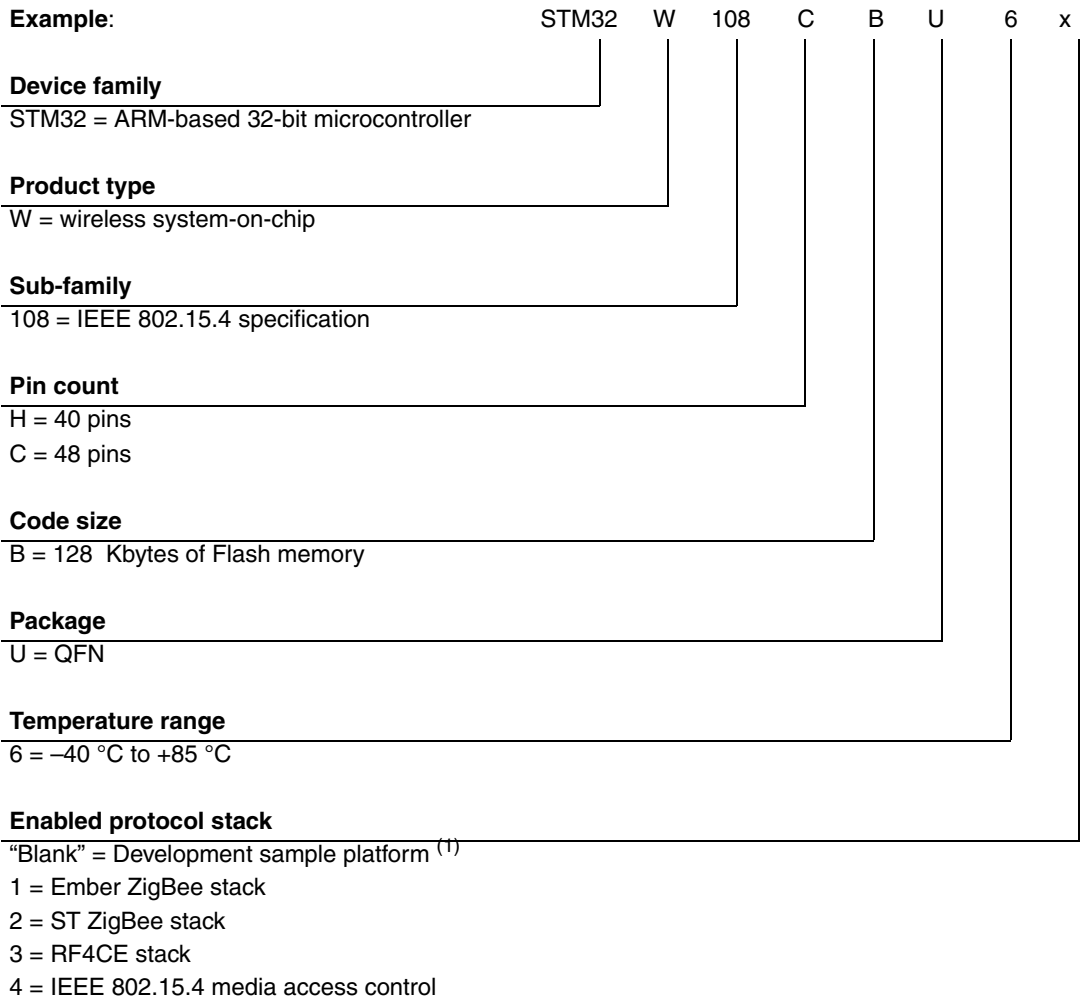 Example: STM32 W 108 C B U 6 x
Device family
STM32 = ARM-based 32-bit microcontroller
Product type
W = wireless system-on-chip
Sub-family
108 = IEEE 802.15.4 specification
Pin count
H = 40 pins
C = 48 pins
Code size
B = 128 Kbytes of Flash memory
Package
U = QFN
Temperature range
6 = –40 °C to +85 °C
Enabled protocol stack
“Blank” = Development sample platform (1)
1 = Ember ZigBee stack
2 = ST ZigBee stack
3 = RF4CE stack
4 = IEEE 802.15.4 media access control